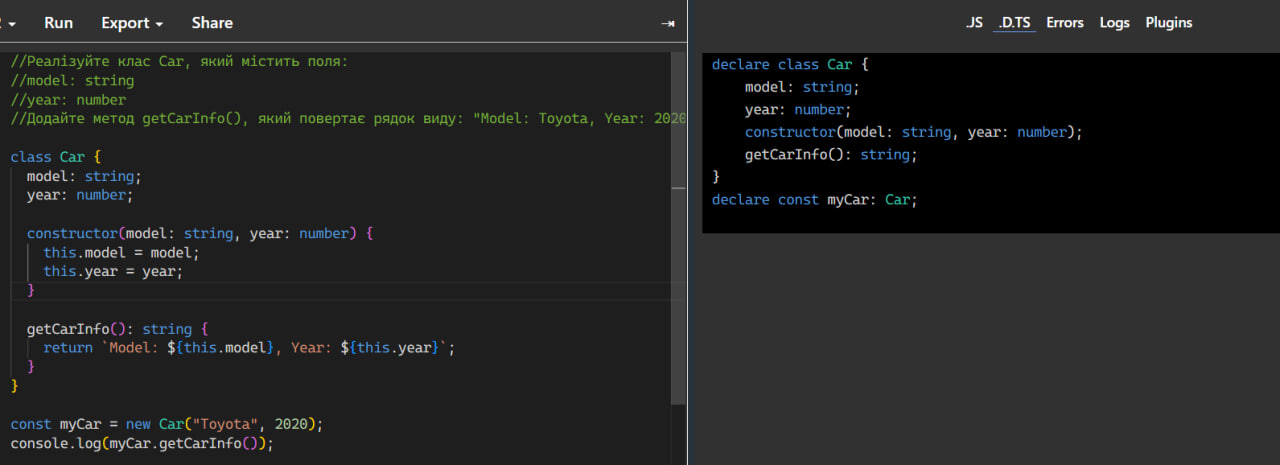 Run Export Share
.JS .D.TS Errors Logs Plugins
//Реалізуйте клас Car, який містить поля:
//model: string
//year: number
//Додайте метод getCarInfo(), який повертає рядок виду: "Model: Toyota, Year: 2020
class Car {
model: string;
year: number;
constructor(model: string, year: number) {
this.model = model;
this.year = year;
}
getCarInfo(): string {
return `Model: ${this.model}, Year: ${this.year}`;
}
}
const myCar = new Car("Toyota", 2020);
console.log(myCar.getCarInfo());
declare class Car {
model: string;
year: number;
constructor(model: string, year: number);
getCarInfo(): string;
}
declare const myCar: Car;